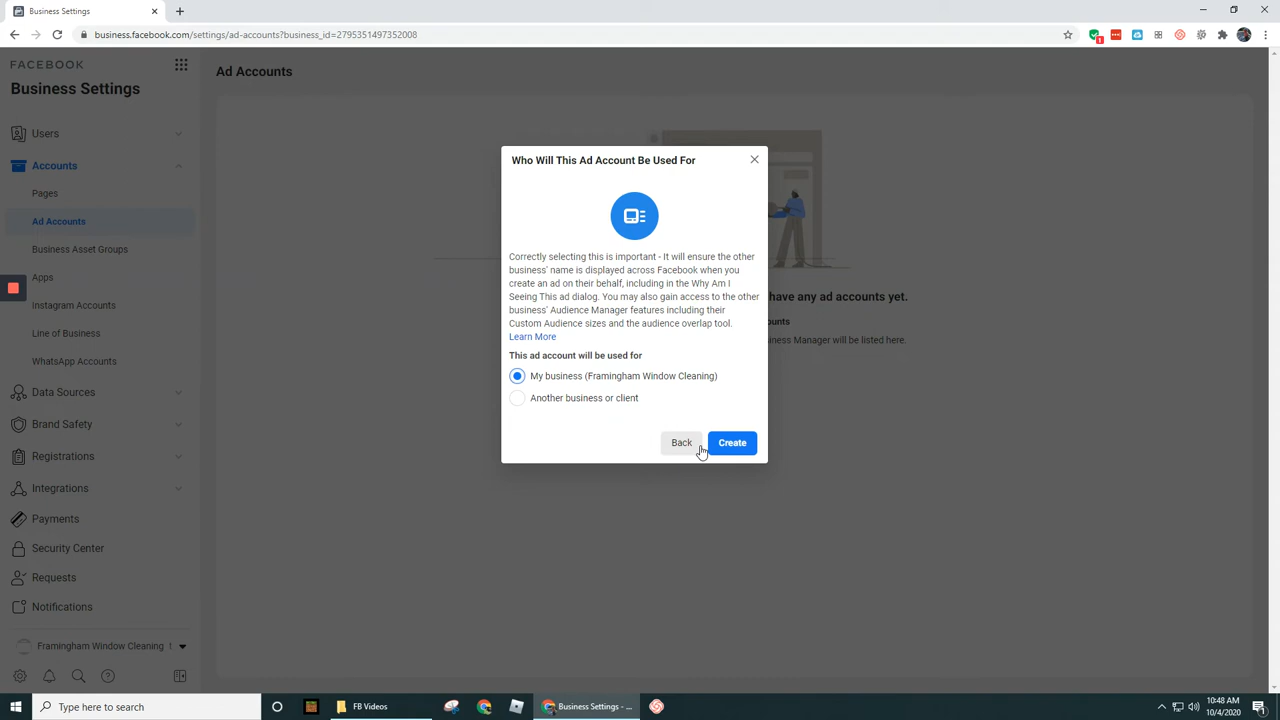 Business Settings
business.facebook.com/settings/ad-accounts?business_id=2795351497352008
1
FACEBOOK
Business Settings
Users
Accounts
Pages
Ad Accounts
Business Asset Groups
Apps
Instagram Accounts
Line of Business
WhatsApp Accounts
Data Sources
Brand Safety
Registrations
Integrations
Payments
Security Center
Requests
Notifications
Framingham Window Cleaning
Ad Accounts
have any ad accounts yet.
ounts
iness Manager will be listed here.
Who Will This Ad Account Be Used For
Correctly selecting this is important - It will ensure the other
business' name is displayed across Facebook when you
create an ad on their behalf, including in the Why Am I
Seeing This ad dialog. You may also gain access to the other
business' Audience Manager features including their
Custom Audience sizes and the audience overlap tool.
Learn More
This ad account will be used for
My business (Framingham Window Cleaning)
Another business or client
Back
Create
Type here to search
FB Videos
Business Settings - ...
10:48 AM
10/4/2020
1